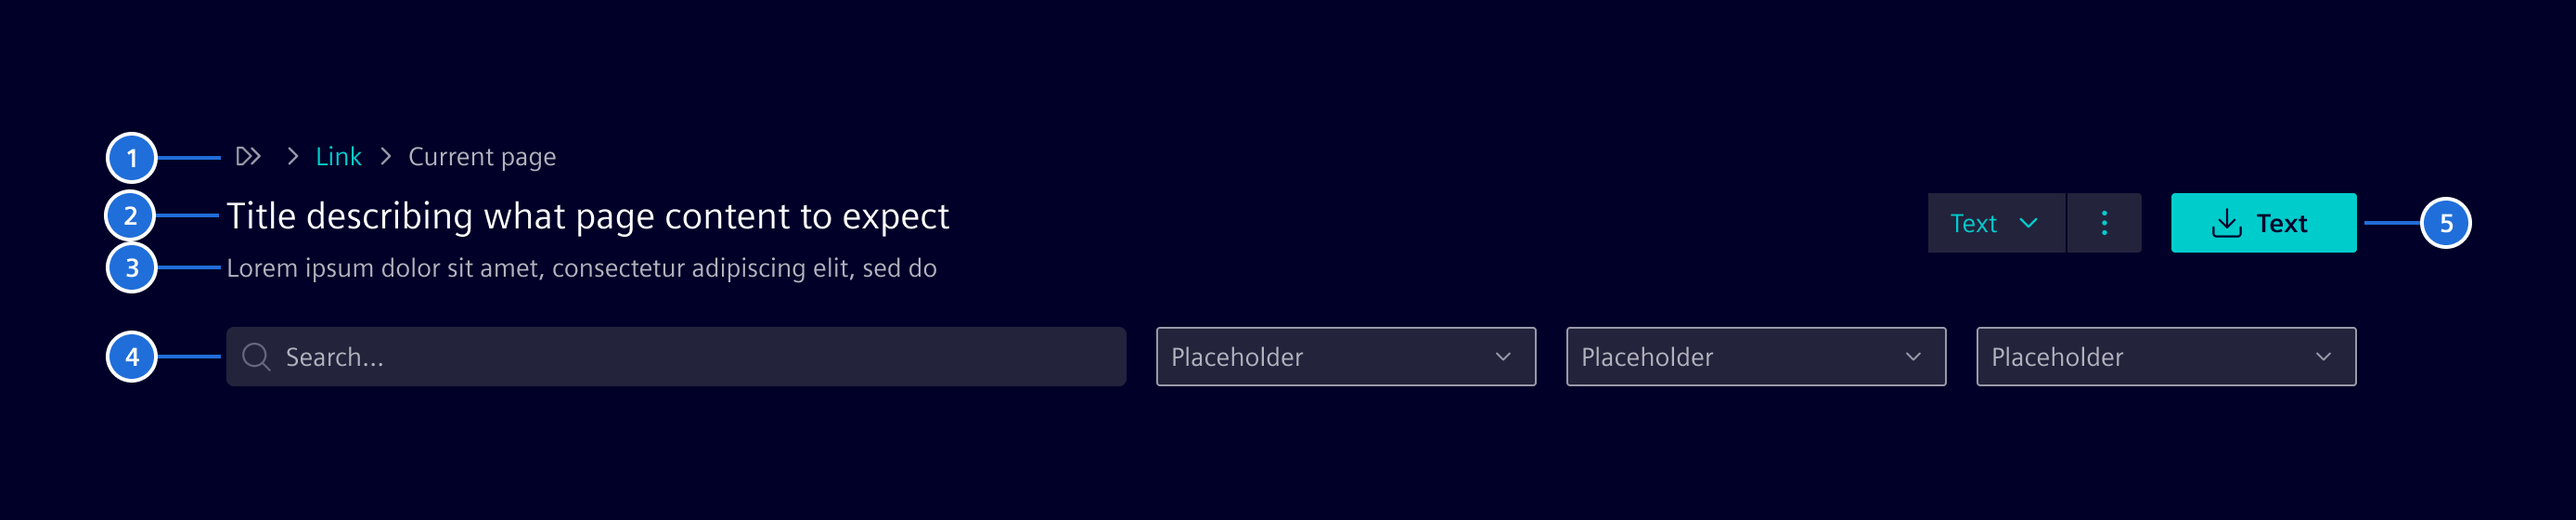 1 Link Current page
2 Title describing what page content to expect
Text Text 5
3 Lorem ipsum dolor sit amet, consectetur adipiscing elit, sed do
4 Search... Placeholder Placeholder Placeholder